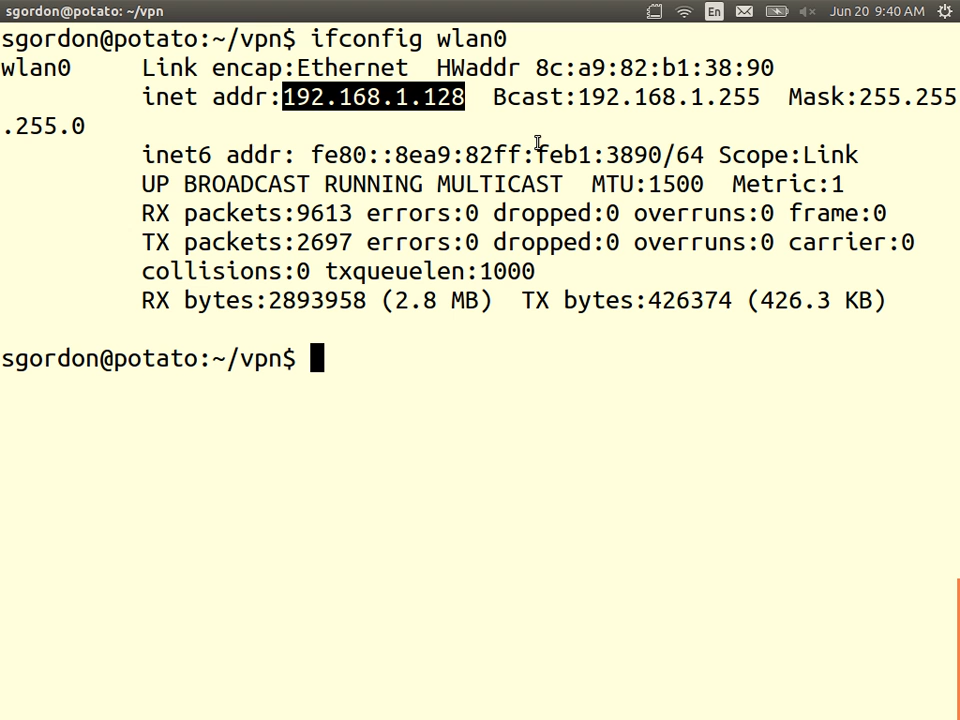 sgordon@potato: ~/vpn En Jun 20 9:40 AM
sgordon@potato:~/vpn$ ifconfig wlan0
wlan0 Link encap:Ethernet HWaddr 8c:a9:82:b1:38:90
inet addr:192.168.1.128 Bcast:192.168.1.255 Mask:255.255
.255.0
inet6 addr: fe80::8ea9:82ff:feb1:3890/64 Scope:Link
UP BROADCAST RUNNING MULTICAST MTU:1500 Metric:1
RX packets:9613 errors:0 dropped:0 overruns:0 frame:0
TX packets:2697 errors:0 dropped:0 overruns:0 carrier:0
collisions:0 txqueuelen:1000
RX bytes:2893958 (2.8 MB) TX bytes:426374 (426.3 KB)
sgordon@potato:~/vpn$